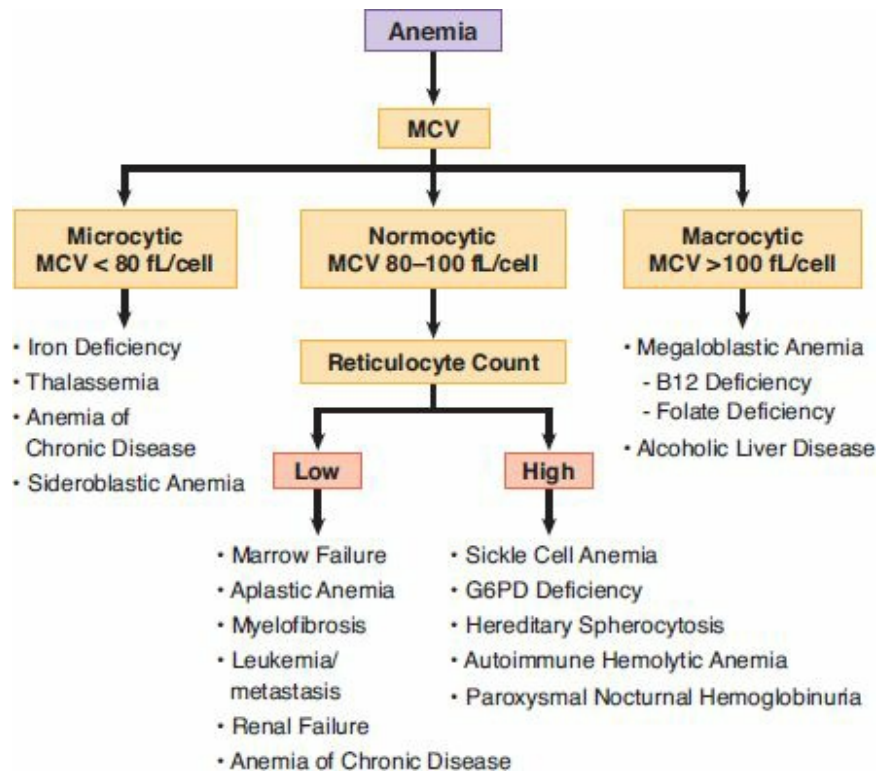 Anemia
MCV
Microcytic
MCV < 80 fL/cell
Normocytic
MCV 80–100 fL/cell
Macrocytic
MCV >100 fL/cell
• Iron Deficiency
• Thalassemia
• Anemia of
Chronic Disease
• Sideroblastic Anemia
Reticulocyte Count
• Megaloblastic Anemia
- B12 Deficiency
- Folate Deficiency
• Alcoholic Liver Disease
Low
High
• Marrow Failure
• Aplastic Anemia
• Myelofibrosis
• Leukemia/
metastasis
• Renal Failure
• Anemia of Chronic Disease
• Sickle Cell Anemia
• G6PD Deficiency
• Hereditary Spherocytosis
• Autoimmune Hemolytic Anemia
• Paroxysmal Nocturnal Hemoglobinuria